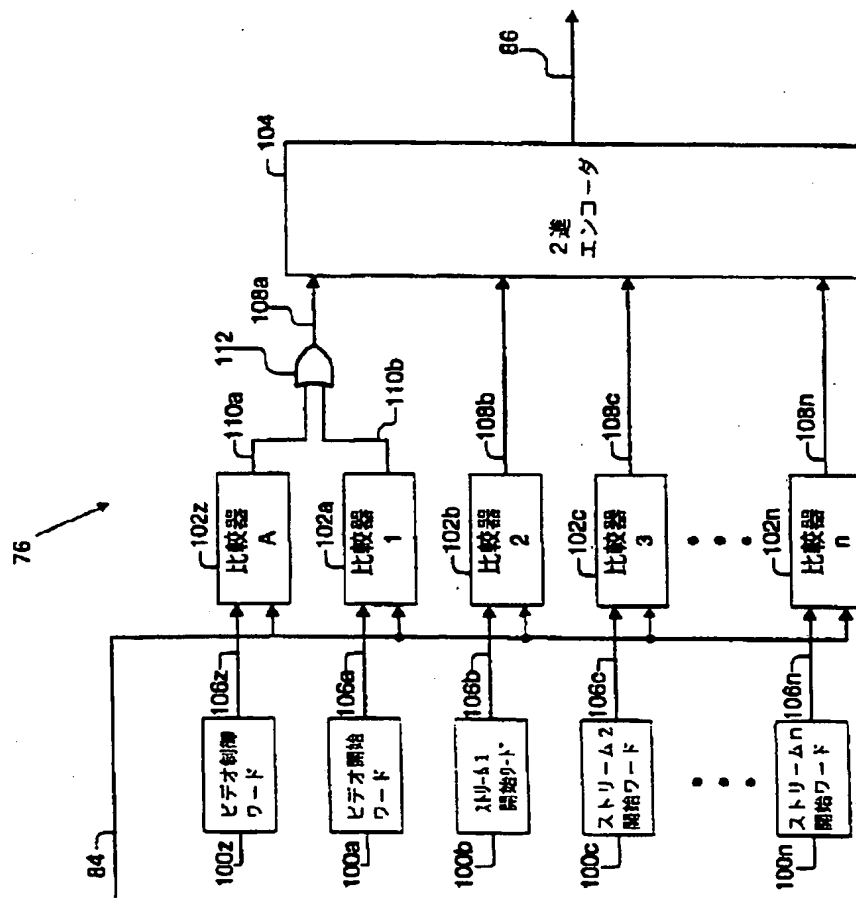 76
84
86
104
2進
エンコーダ
112
108a
110a
110b
102z
比較器
A
106z
ビデオ制御
ワード
100z
102a
比較器
1
106a
ビデオ開始
ワード
100a
108b
102b
比較器
2
106b
ストリーム1
開始ワード
100b
108c
102c
比較器
3
106c
ストリーム2
開始ワード
100c
108n
102n
比較器
n
106n
ストリームn
開始ワード
100n